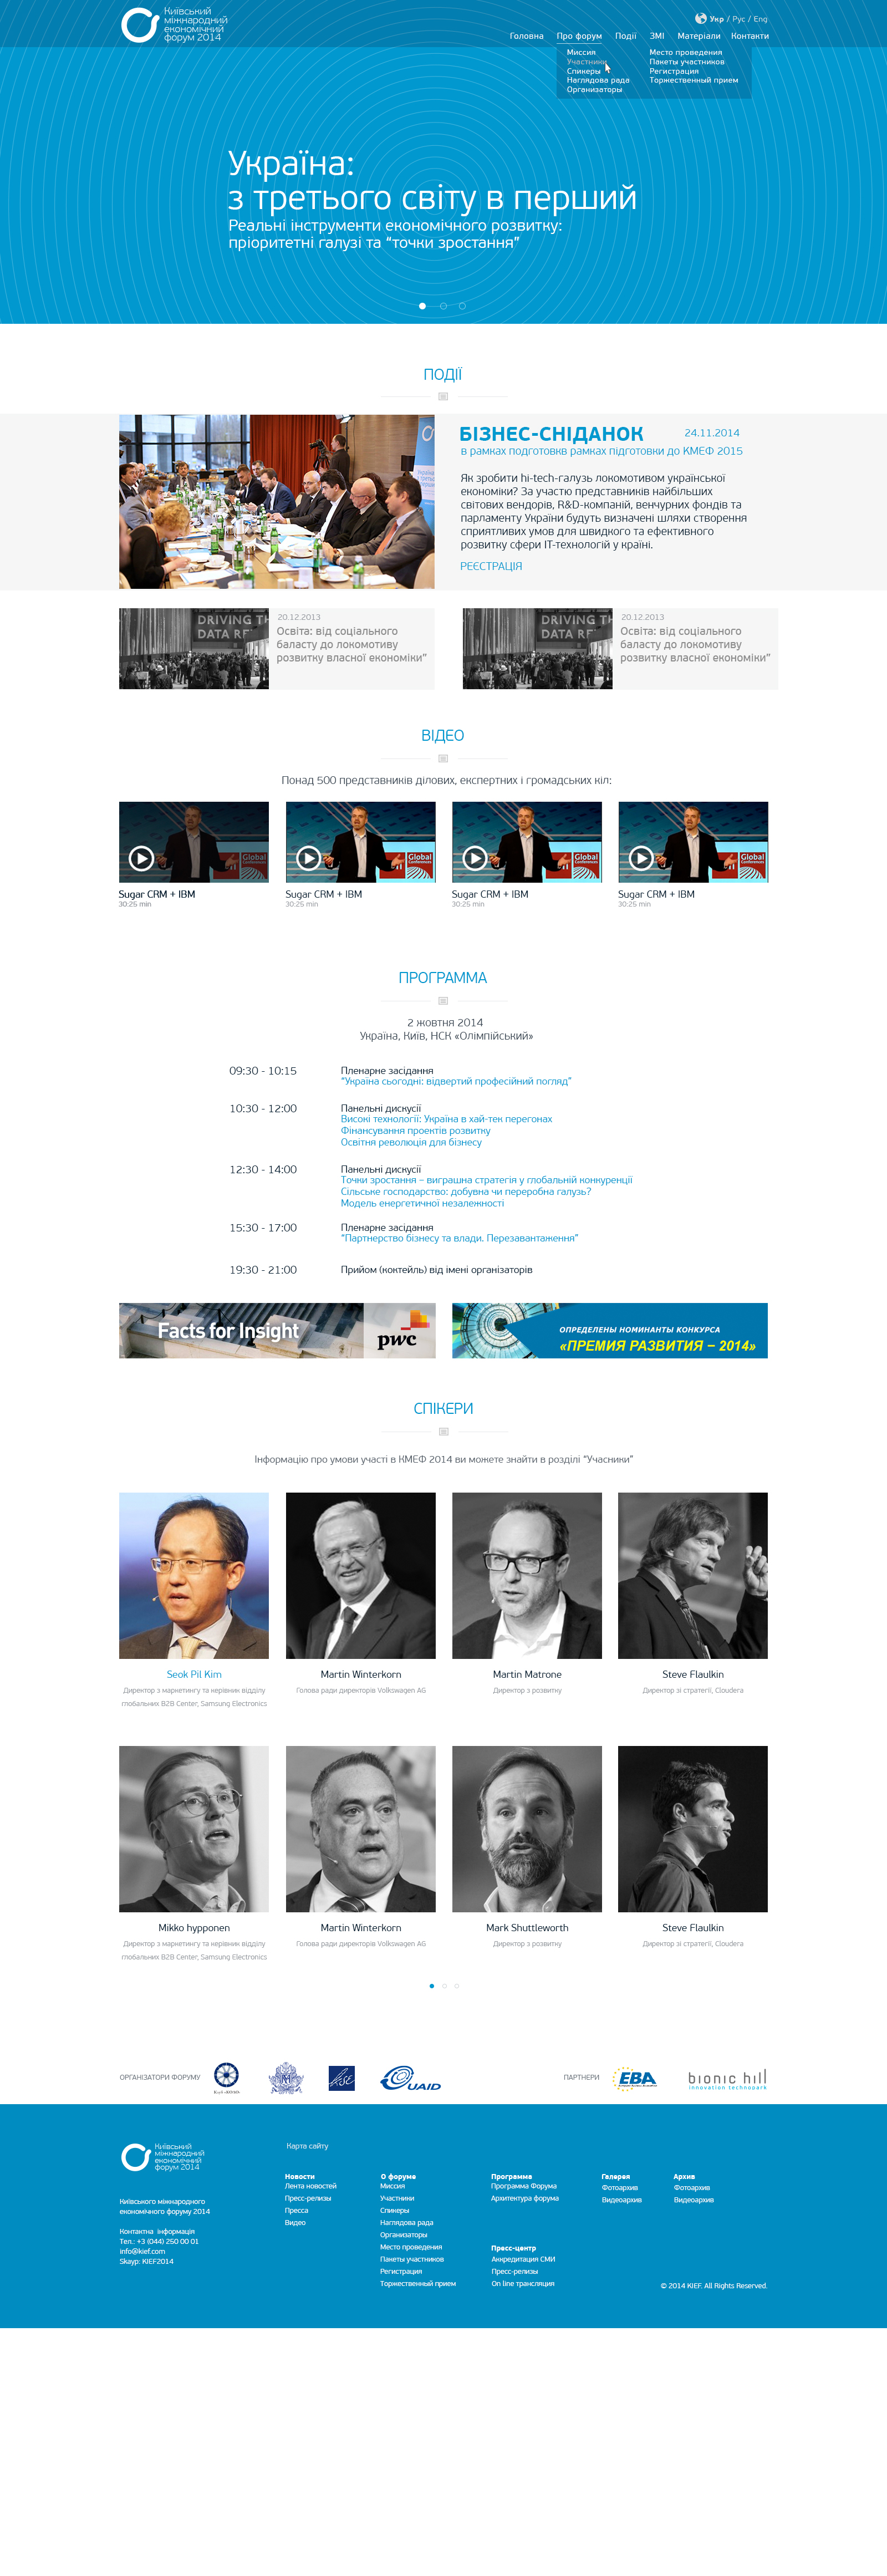 Київський
міжнародний
економічний
форум 2014
Укр / Рус / Eng
Головна Про форум Події ЗМІ Матеріали Контакти
Миссия
Участники
Спикеры
Наглядова рада
Организаторы
Место проведения
Пакеты участников
Регистрация
Торжественный прием
Україна:
з третього світу в перший
Реальні інструменти економічного розвитку:
пріоритетні галузі та “точки зростання”
ПОДІЇ
БІЗНЕС-СНІДАНОК
24.11.2014
в рамках подготовкв рамках підготовки до КМЕФ 2015
Як зробити hi-tech-галузь локомотивом української
економіки? За участю представників найбільших
світових вендорів, R&D-компаній, венчурних фондів та
парламенту України будуть визначені шляхи створення
сприятливих умов для швидкого та ефективного
розвитку сфери IT-технологій у країні.
РЕЄСТРАЦІЯ
DRIVING TH
DATA RE
20.12.2013
Освіта: від соціального
баласту до локомотиву
розвитку власної економіки”
DRIVING TH
DATA RE
20.12.2013
Освіта: від соціального
баласту до локомотиву
розвитку власної економіки”
ВІДЕО
Понад 500 представників ділових, експертних і громадських кіл:
Global
Conferences
Global
Conferences
Global
Conferences
Global
Conferences
Sugar CRM + IBM
30:25 min
Sugar CRM + IBM
30:25 min
Sugar CRM + IBM
30:25 min
Sugar CRM + IBM
30:25 min
ПРОГРАММА
2 жовтня 2014
Україна, Київ, НСК «Олімпійський»
09:30 - 10:15
Пленарне засідання
“Україна сьогодні: відвертий професійний погляд”
10:30 - 12:00
Панельні дискусії
Високі технології: Україна в хай-тек перегонах
Фінансування проектів розвитку
Освітня революція для бізнесу
12:30 - 14:00
Панельні дискусії
Точки зростання – виграшна стратегія у глобальній конкуренції
Сільське господарство: добувна чи переробна галузь?
Модель енергетичної незалежності
15:30 - 17:00
Пленарне засідання
“Партнерство бізнесу та влади. Перезавантаження”
19:30 - 21:00
Прийом (коктейль) від імені організаторів
Facts for Insight
pwc
ОПРЕДЕЛЕНЫ НОМИНАНТЫ КОНКУРСА
«ПРЕМИЯ РАЗВИТИЯ – 2014»
СПІКЕРИ
Інформацію про умови участі в КМЕФ 2014 ви можете знайти в розділі “Учасники”
Seok Pil Kim
Директор з маркетингу та керівник відділу
глобальних B2B Center, Samsung Electronics
Martin Winterkorn
Голова ради директорів Volkswagen AG
Martin Matrone
Директор з розвитку
Steve Flaulkin
Директор зі стратегії, Cloudera
Mikko hypponen
Директор з маркетингу та керівник відділу
глобальних B2B Center, Samsung Electronics
Martin Winterkorn
Голова ради директорів Volkswagen AG
Mark Shuttleworth
Директор з розвитку
Steve Flaulkin
Директор зі стратегії, Cloudera
ОРГАНІЗАТОРИ ФОРУМУ
KSE
UAID
ПАРТНЕРИ
EBA
bionic hill
innovation technopark
Київський
міжнародний
економічний
форум 2014
Київського міжнародного
економічного форуму 2014
Контактна інформація
Тел.: +3 (044) 250 00 01
info@kief.com
Skayp: KIEF2014
Карта сайту
Новости
Лента новостей
Пресс-релизы
Пресса
Видео
О форуме
Миссия
Участники
Спикеры
Наглядова рада
Организаторы
Место проведения
Пакеты участников
Регистрация
Торжественный прием
Программа
Программа Форума
Архитентура форума
Пресс-центр
Аккредитация СМИ
Пресс-релизы
On line трансляция
Галерея
Фотоархив
Видеоархив
Архив
Фотоархив
Видеоархив
© 2014 KIEF. All Rights Reserved.